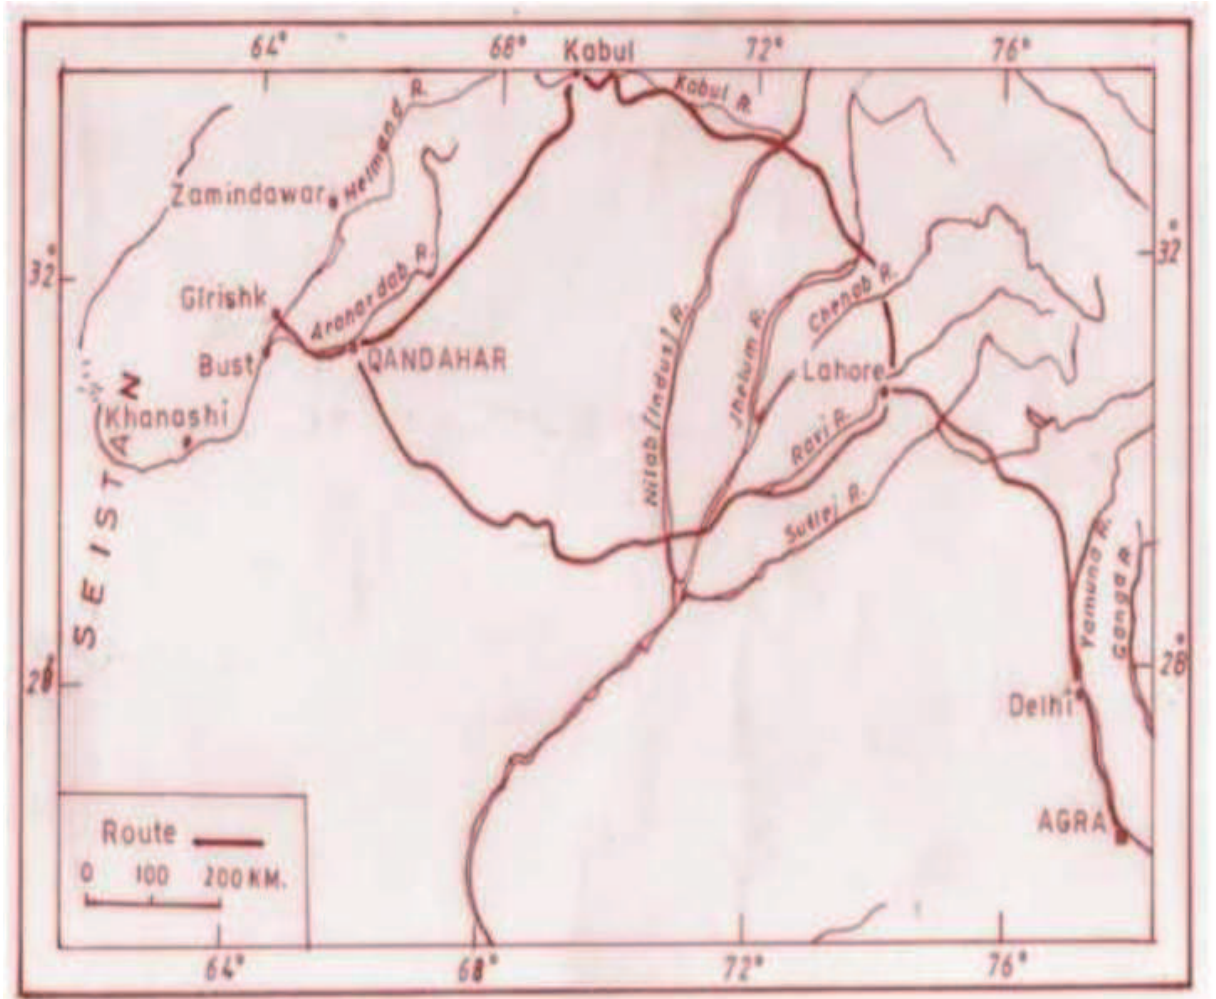 64° 68° Kabul 72° 76°
Kabul R.
Helmand R.
Zamindawar
32° 32°
Arahandab R.
Girishk
Chenab R.
Nilab/Indus/R.
Jhelum R.
Bust
QANDAHAR
Lahore
Khanashi
Ravi R.
Sutlej R.
SEISTAN
Yamuna R.
Ganga R.
28° 28°
Delhi
AGRA
Route
0 100 200 KM.
64° 68° 72° 76°